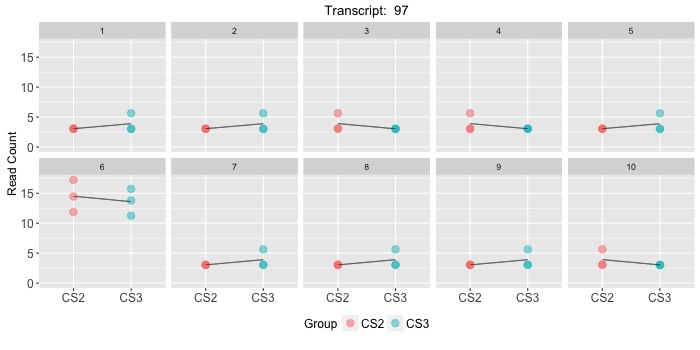 Transcript: 97
1 2 3 4 5
15
10
5
0
Read Count
6 7 8 9 10
15
10
5
0
CS2 CS3 CS2 CS3 CS2 CS3 CS2 CS3 CS2 CS3
Group CS2 CS3